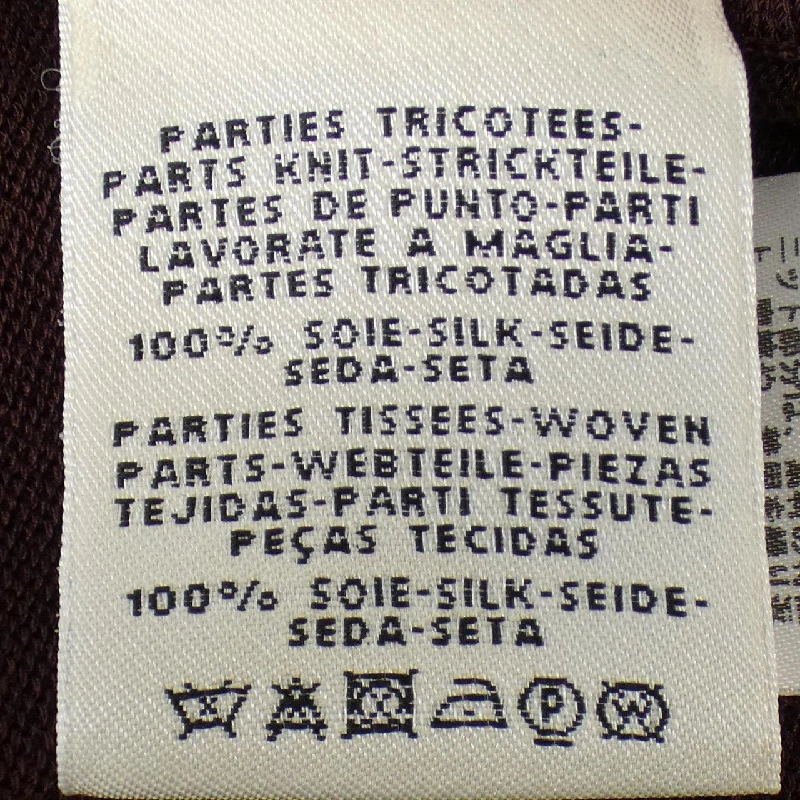 PARTIES TRICOTEES-
PARTS KNIT-STRICKTEILE-
PARTES DE PUNTO-PARTI
LAVORATE A MAGLIA-
PARTES TRICOTADAS
100% SOIE-SILK-SEIDE-
SEDA-SETA
PARTIES TISSEES-WOVEN
PARTS-WEBTEILE-PIEZAS
TEJIDAS-PARTI TESSUTE-
PEÇAS TECIDAS
100% SOIE-SILK-SEIDE-
SEDA-SETA
P W